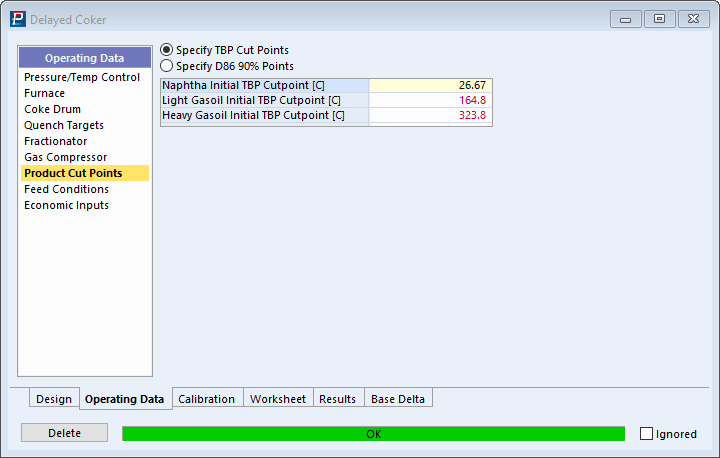 Delayed Coker
Operating Data
Pressure/Temp Control
Furnace
Coke Drum
Quench Targets
Fractionator
Gas Compressor
Product Cut Points
Feed Conditions
Economic Inputs
Specify TBP Cut Points
Specify D86 90% Points
Naphtha Initial TBP Cutpoint [C] 26.67
Light Gasoil Initial TBP Cutpoint [C] 164.8
Heavy Gasoil Initial TBP Cutpoint [C] 323.8
Design Operating Data Calibration Worksheet Results Base Delta
Delete OK Ignored